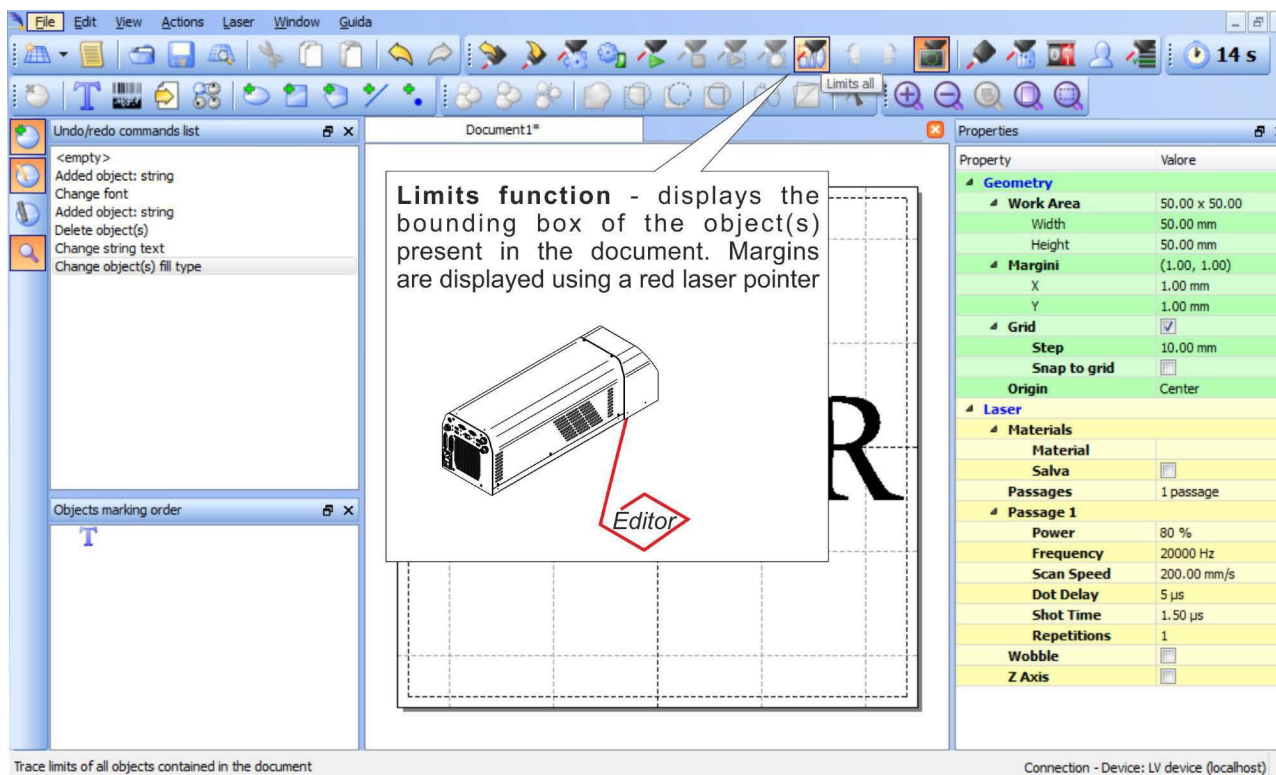 File Edit View Actions Laser Window Guida
14 s
T
Limits all
Undo/redo commands list
Document1*
Properties
<empty>
Added object: string
Change font
Added object: string
Delete object(s)
Change string text
Change object(s) fill type
Limits function - displays the
bounding box of the object(s)
present in the document. Margins
are displayed using a red laser pointer
Editor
R
Property Valore
Geometry
Work Area 50.00 x 50.00
Width 50.00 mm
Height 50.00 mm
Margini (1.00, 1.00)
X 1.00 mm
Y 1.00 mm
Grid
Step 10.00 mm
Snap to grid
Origin Center
Laser
Materials
Material
Salva
Passages 1 passage
Passage 1
Power 80 %
Frequency 20000 Hz
Scan Speed 200.00 mm/s
Dot Delay 5 µs
Shot Time 1.50 µs
Repetitions 1
Wobble
Z Axis
Objects marking order
T
Trace limits of all objects contained in the document
Connection - Device: LV device (localhost)